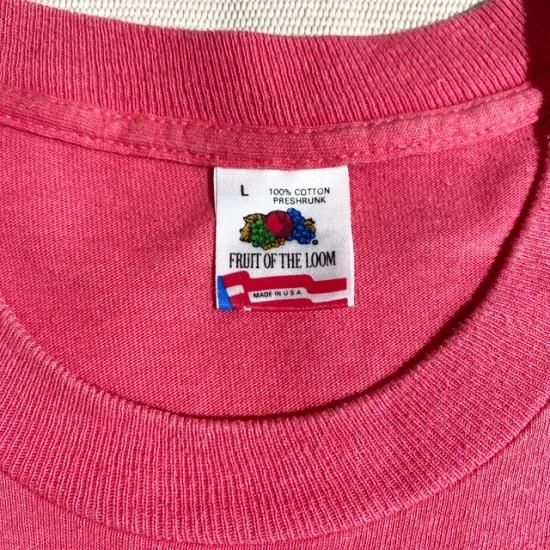 L 100% COTTON
PRESHRUNK
FRUIT OF THE LOOM
MADE IN U.S.A.